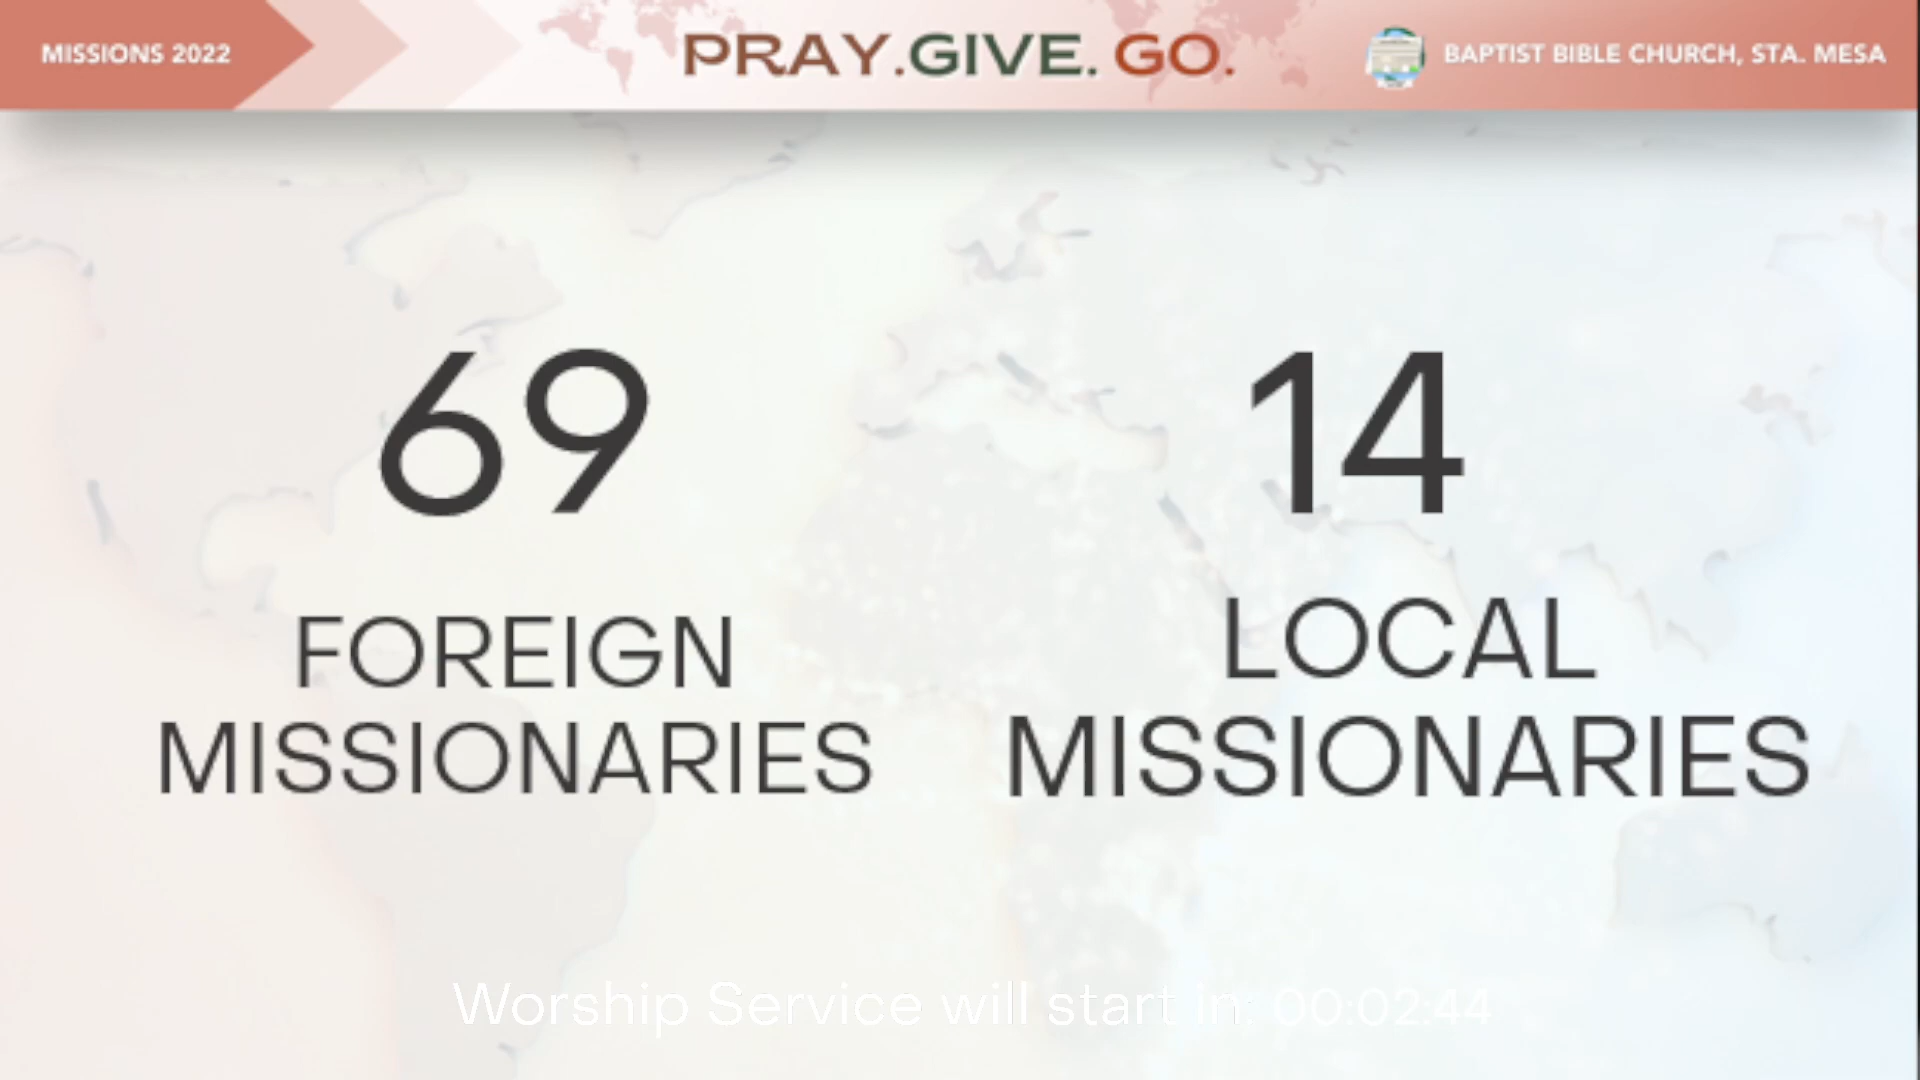 MISSIONS 2022
PRAY.GIVE. GO.
BAPTIST BIBLE CHURCH, STA. MESA
69
FOREIGN
MISSIONARIES
14
LOCAL
MISSIONARIES
Worship Service will start in: 00:02:44